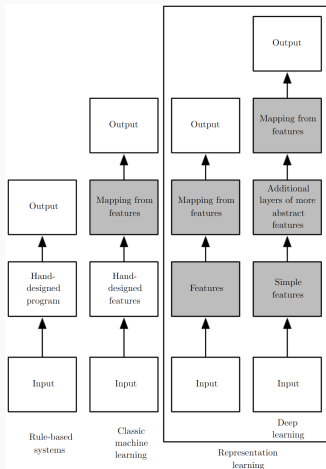 Output
Output
Output
Mapping from
features
Output
Mapping from
features
Mapping from
features
Additional
layers of more
abstract
features
Hand-
designed
program
Hand-
designed
features
Features
Simple
features
Input
Input
Input
Input
Rule-based
systems
Classic
machine
learning
Deep
learning
Representation
learning